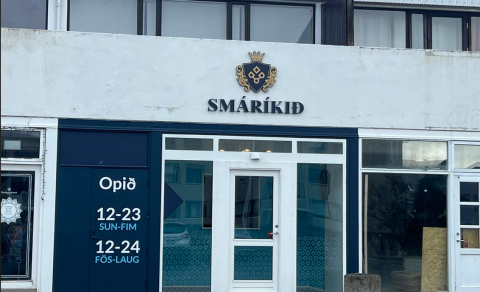 SMÁRÍKIÐ
Opið
12-23
SUN-FIM
12-24
FÖS-LAUG